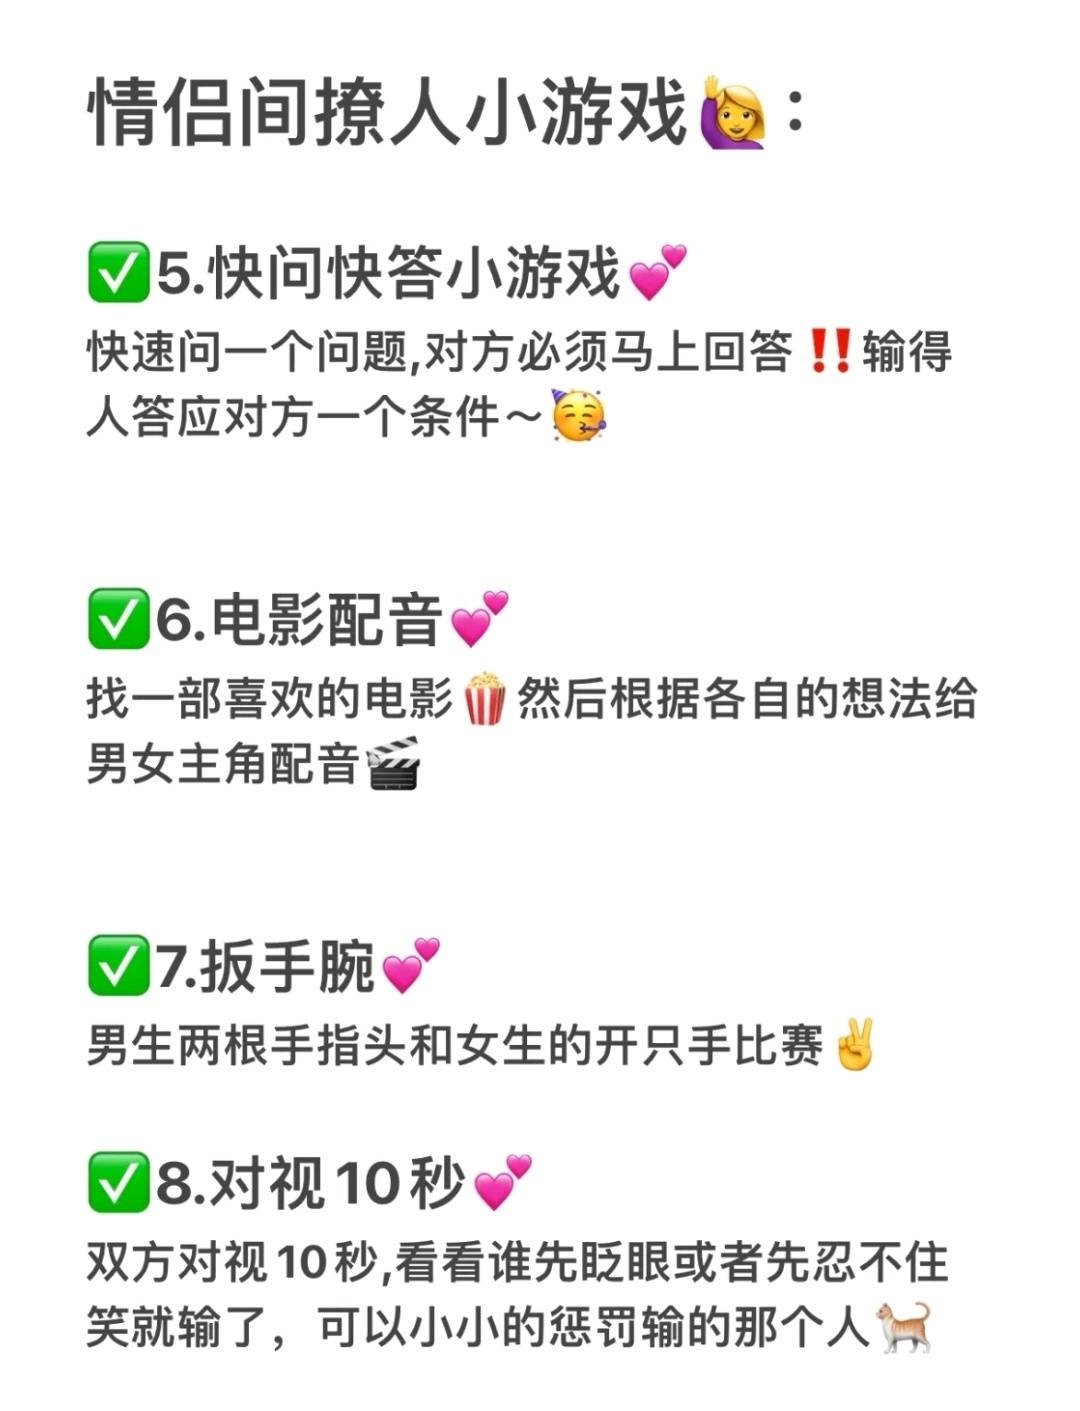 情侣间撩人小游戏🙋‍♀️：
✅5.快问快答小游戏💕
快速问一个问题,对方必须马上回答‼️输得
人答应对方一个条件～🥳
✅6.电影配音💕
找一部喜欢的电影🍿然后根据各自的想法给
男女主角配音🎬
✅7.扳手腕💕
男生两根手指头和女生的开只手比赛✌️
✅8.对视10秒💕
双方对视10秒,看看谁先眨眼或者先忍不住
笑就输了，可以小小的惩罚输的那个人🐈